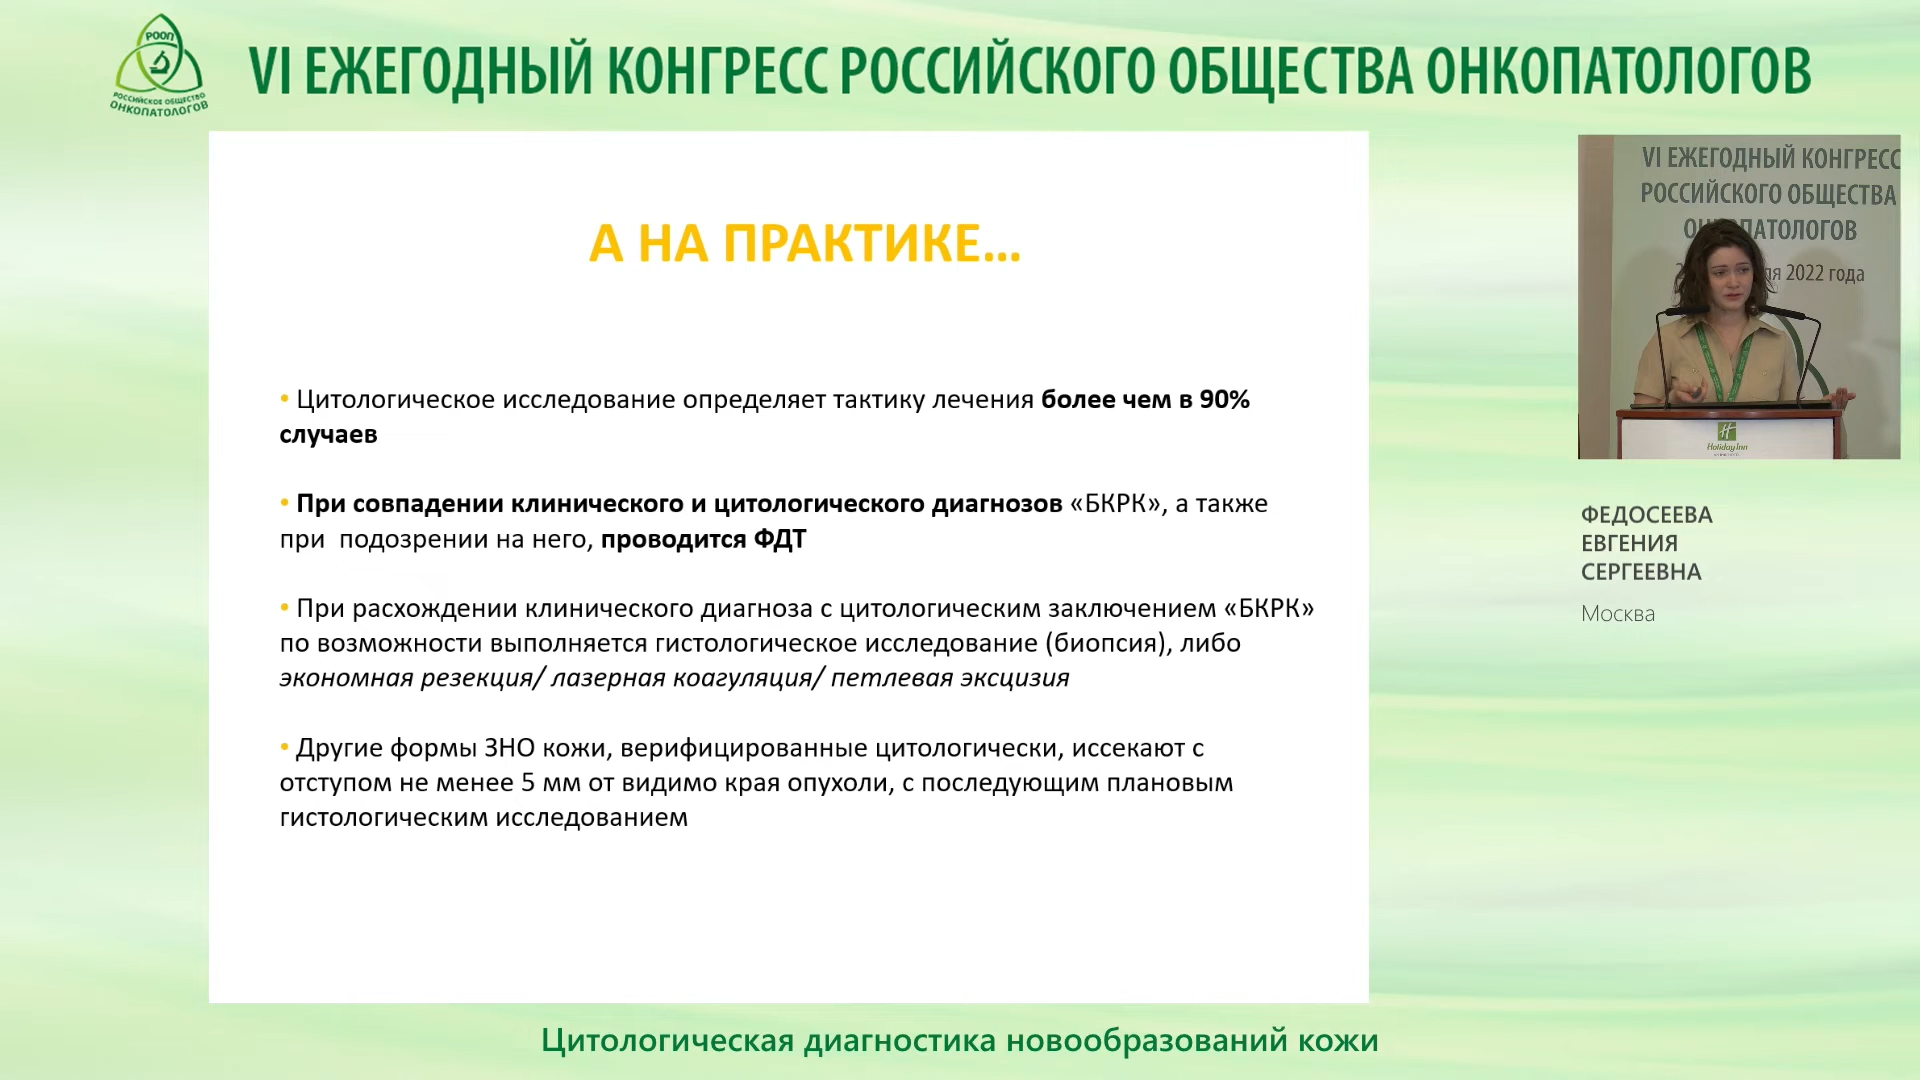 РООП
РОССИЙСКОЕ ОБЩЕСТВО
ОНКОПАТОЛОГОВ
VI ЕЖЕГОДНЫЙ КОНГРЕСС РОССИЙСКОГО ОБЩЕСТВА ОНКОПАТОЛОГОВ
А НА ПРАКТИКЕ...
• Цитологическое исследование определяет тактику лечения более чем в 90%
случаев
• При совпадении клинического и цитологического диагнозов «БКРК», а также
при подозрении на него, проводится ФДТ
• При расхождении клинического диагноза с цитологическим заключением «БКРК»
по возможности выполняется гистологическое исследование (биопсия), либо
экономная резекция/ лазерная коагуляция/ петлевая эксцизия
• Другие формы ЗНО кожи, верифицированные цитологически, иссекают с
отступом не менее 5 мм от видимо края опухоли, с последующим плановым
гистологическим исследованием
VI ЕЖЕГОДНЫЙ КОНГРЕСС
РОССИЙСКОГО ОБЩЕСТВА
2022 года
Holiday Inn
ФЕДОСЕЕВА
ЕВГЕНИЯ
СЕРГЕЕВНА
Москва
Цитологическая диагностика новообразований кожи